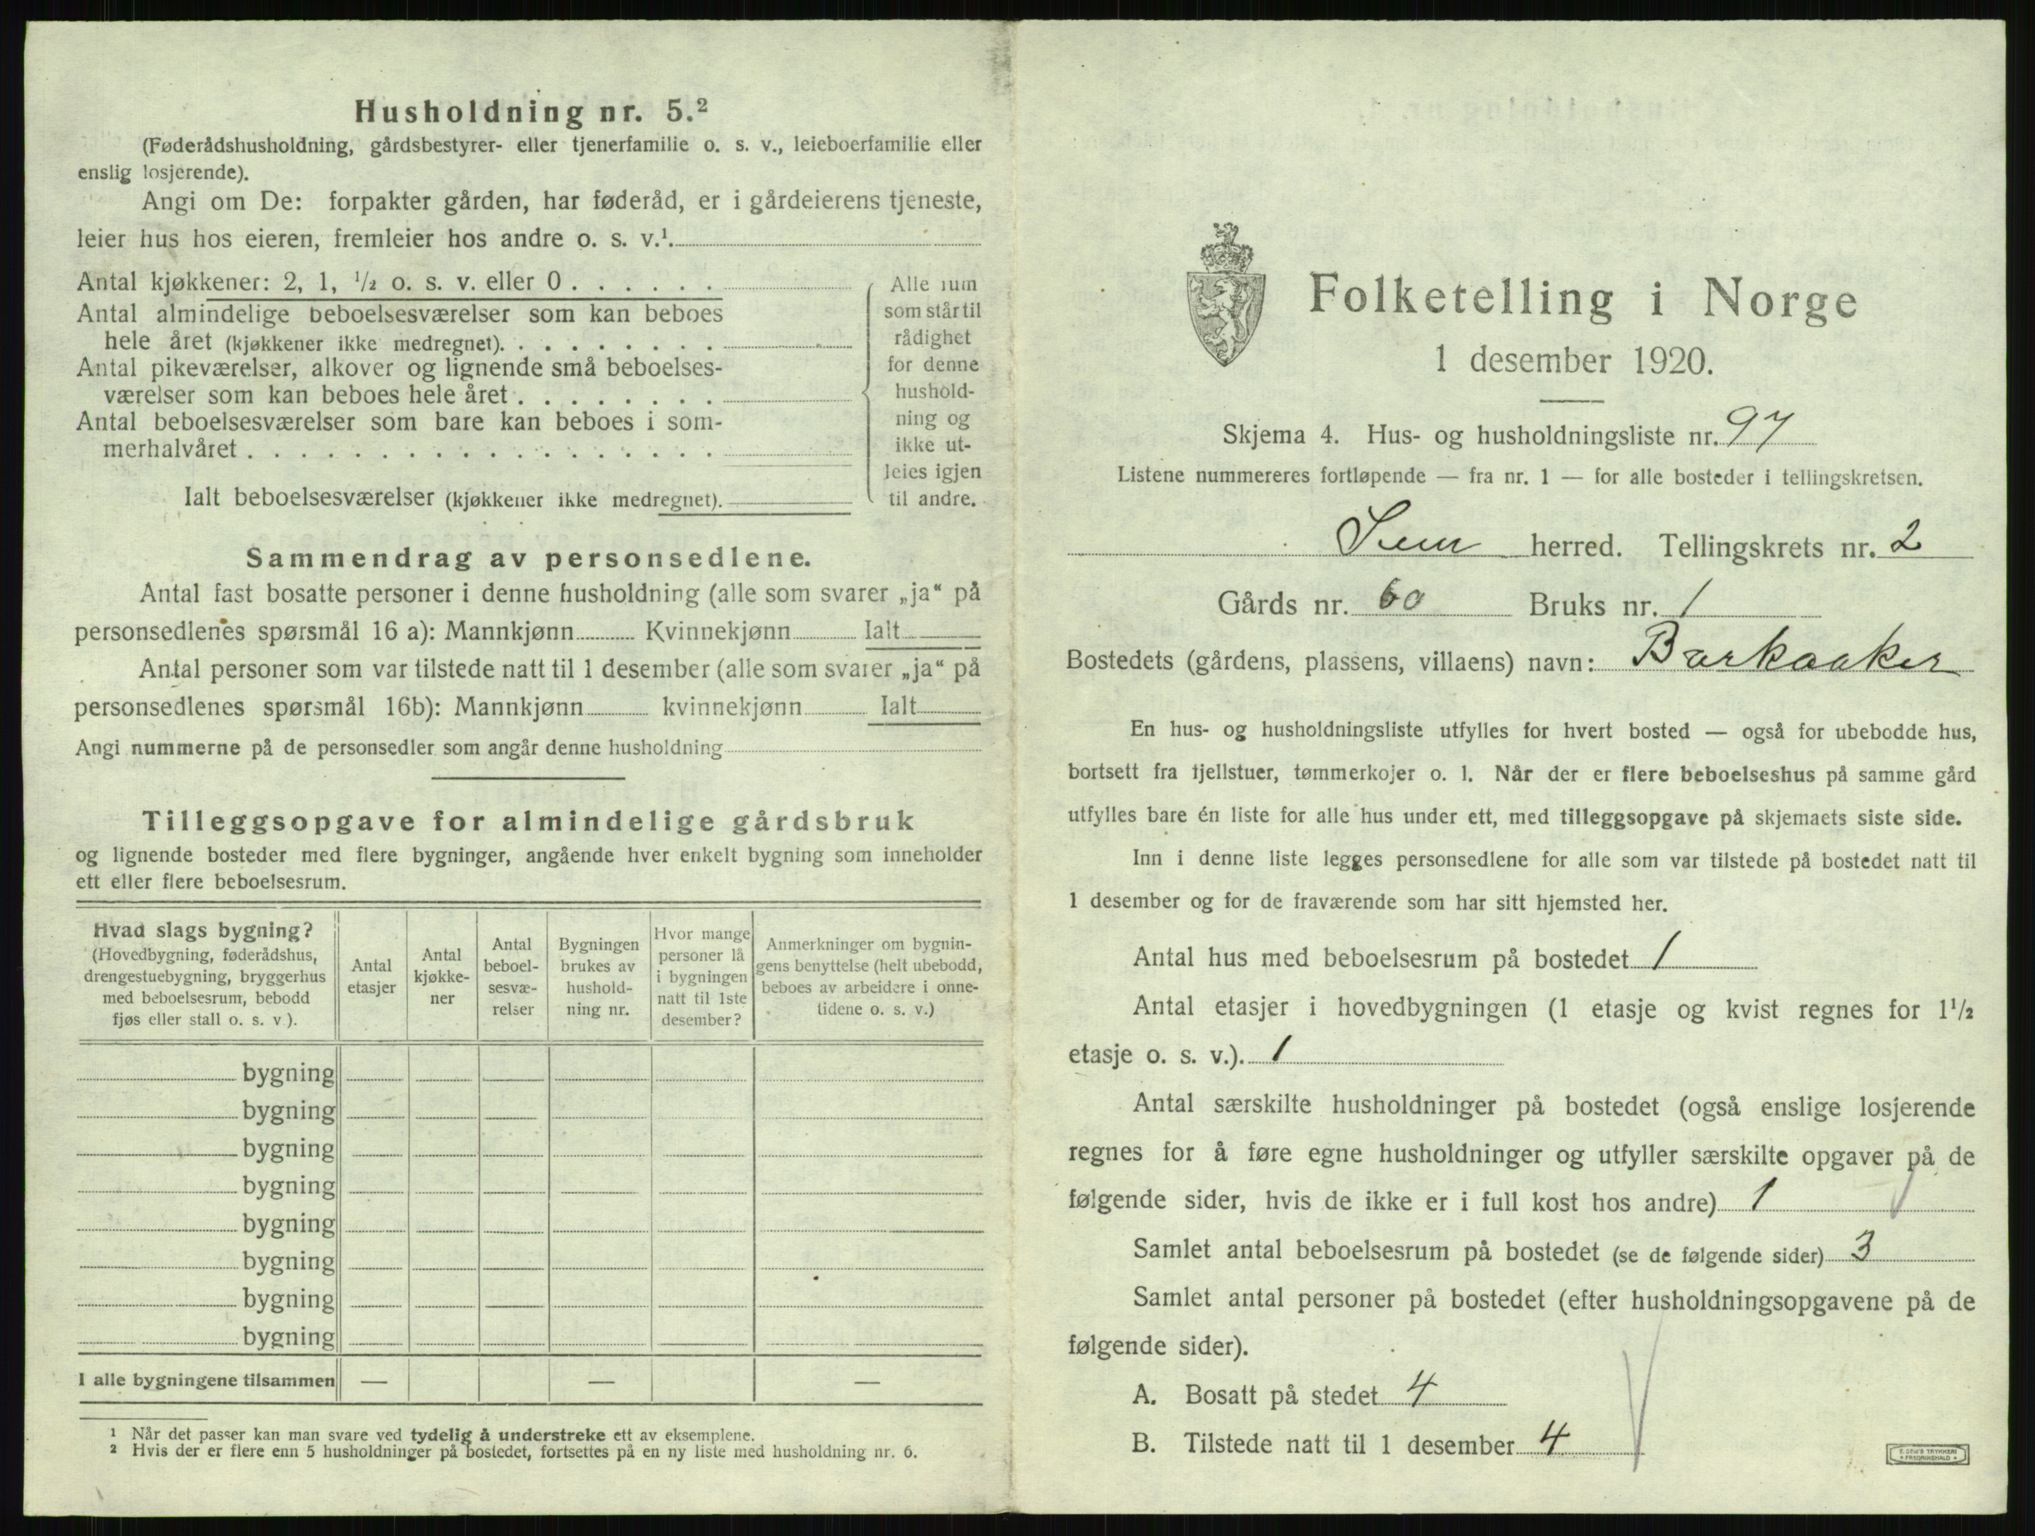 Husholdning nr. 5.²
(Føderådshusholdning, gårdsbestyrer- eller tjenerfamilie o. s. v., leieboerfamilie eller
enslig losjerende).
Angi om De: forpakter gården, har føderåd, er i gårdeierens tjeneste,
leier hus hos eieren, fremleier hos andre o. s. v.¹.
Antal kjøkkener: 2, 1, ½ o. s. v. eller 0 . . . . . .
Antal almindelige beboelsesværelser som kan beboes
hele året (kjøkkener ikke medregnet). . . . . . . . .
Antal pikeværelser, alkover og lignende små beboelses-
værelser som kan beboes hele året . . . . . . . .
Antal beboelsesværelser som bare kan beboes i som-
merhalvåret . . . . . . . . . . . . . . . . . .
Ialt beboelsesværelser (kjøkkener ikke medregnet).
Alle rum
som står til
rådighet
for denne
hushold-
ning og
ikke ut-
leies igjen
til andre.
Sammendrag av personsedlene.
Antal fast bosatte personer i denne husholdning (alle som svarer „ja“ på
personsedlenes spørsmål 16 a): Mannkjønn Kvinnekjønn Ialt
Antal personer som var tilstede natt til 1 desember (alle som svarer „ja“ på
personsedlenes spørsmål 16b): Mannkjønn kvinnekjønn Ialt
Angi nummerne på de personsedler som angår denne husholdning
Tilleggsopgave for almindelige gårdsbruk
og lignende bosteder med flere bygninger, angående hver enkelt bygning som inneholder
ett eller flere beboelsesrum.
Hvad slags bygning?
(Hovedbygning, føderådshus,
drengestuebygning, bryggerhus
med beboelsesrum, bebodd
fjøs eller stall o. s. v ).
Antal
etasjer
Antal
kjøkke-
ner
Antal
beboel-
sesvæ-
relser
Bygningen
brukes av
hushold-
ning nr.
Hvor mange
personer lå
i bygningen
natt til 1ste
desember?
Anmerkninger om bygnin-
gens benyttelse (helt ubebodd,
beboes av arbeidere i onne-
tidene o. s. v.)
bygning
bygning
bygning
bygning
bygning
bygning
bygning
bygning
I alle bygningene tilsammen — — —
¹ Når det passer kan man svare ved tydelig å understreke ett av eksemplene.
² Hvis der er flere enn 5 husholdninger på bostedet, fortsettes på en ny liste med husholdning nr. 6.
Folketelling i Norge
1 desember 1920.
Skjema 4. Hus- og husholdningsliste nr. 97
Listene nummereres fortløpende — fra nr. 1 — for alle bosteder i tellingskretsen.
Sem herred. Tellingskrets nr. 2
Gårds nr. 60 Bruks nr. 1
Bostedets (gårdens, plassens, villaens) navn: Barkaaker
En hus- og husholdningsliste utfylles for hvert bosted — også for ubebodde hus,
bortsett fra fjellstuer, tømmerkojer o. l. Når der er flere beboelseshus på samme gård
utfylles bare én liste for alle hus under ett, med tilleggsopgave på skjemaets siste side.
Inn i denne liste legges personsedlene for alle som var tilstede på bostedet natt til
1 desember og for de fraværende som har sitt hjemsted her.
Antal hus med beboelsesrum på bostedet 1
Antal etasjer i hovedbygningen (1 etasje og kvist regnes for 1½
etasje o. s. v.). 1
Antal særskilte husholdninger på bostedet (også enslige losjerende
regnes for å føre egne husholdninger og utfyller særskilte opgaver på de
følgende sider, hvis de ikke er i full kost hos andre) 1
Samlet antal beboelsesrum på bostedet (se de følgende sider) 3
Samlet antal personer på bostedet (efter husholdningsopgavene på de
følgende sider).
A. Bosatt på stedet 4
B. Tilstede natt til 1 desember 4